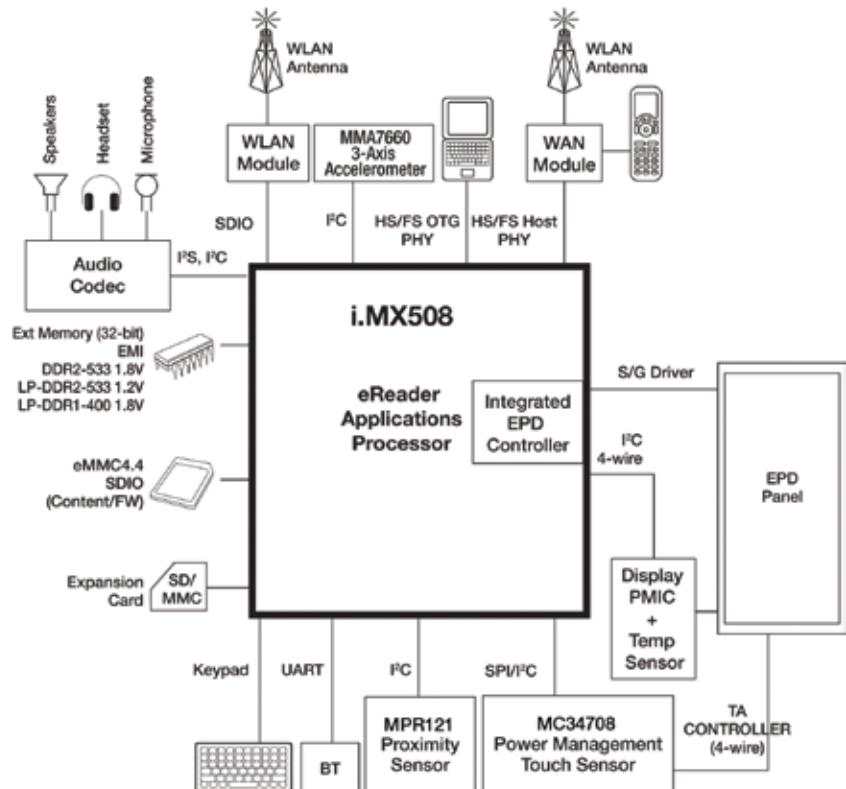 WLAN
Antenna
WLAN
Antenna
Speakers
Headset
Microphone
WLAN
Module
MMA7660
3-Axis
Accelerometer
WAN
Module
SDIO
I²C
HS/FS OTG
PHY
HS/FS Host
PHY
Audio
Codec
I²S, I²C
i.MX508
eReader
Applications
Processor
Integrated
EPD
Controller
Ext Memory (32-bit)
EMI
DDR2-533 1.8V
LP-DDR2-533 1.2V
LP-DDR1-400 1.8V
S/G Driver
I²C
4-wire
EPD
Panel
eMMC4.4
SDIO
(Content/FW)
Expansion
Card
SD/
MMC
Display
PMIC
+
Temp
Sensor
Keypad
UART
I²C
SPI/I²C
BT
MPR121
Proximity
Sensor
MC34708
Power Management
Touch Sensor
TA
CONTROLLER
(4-wire)